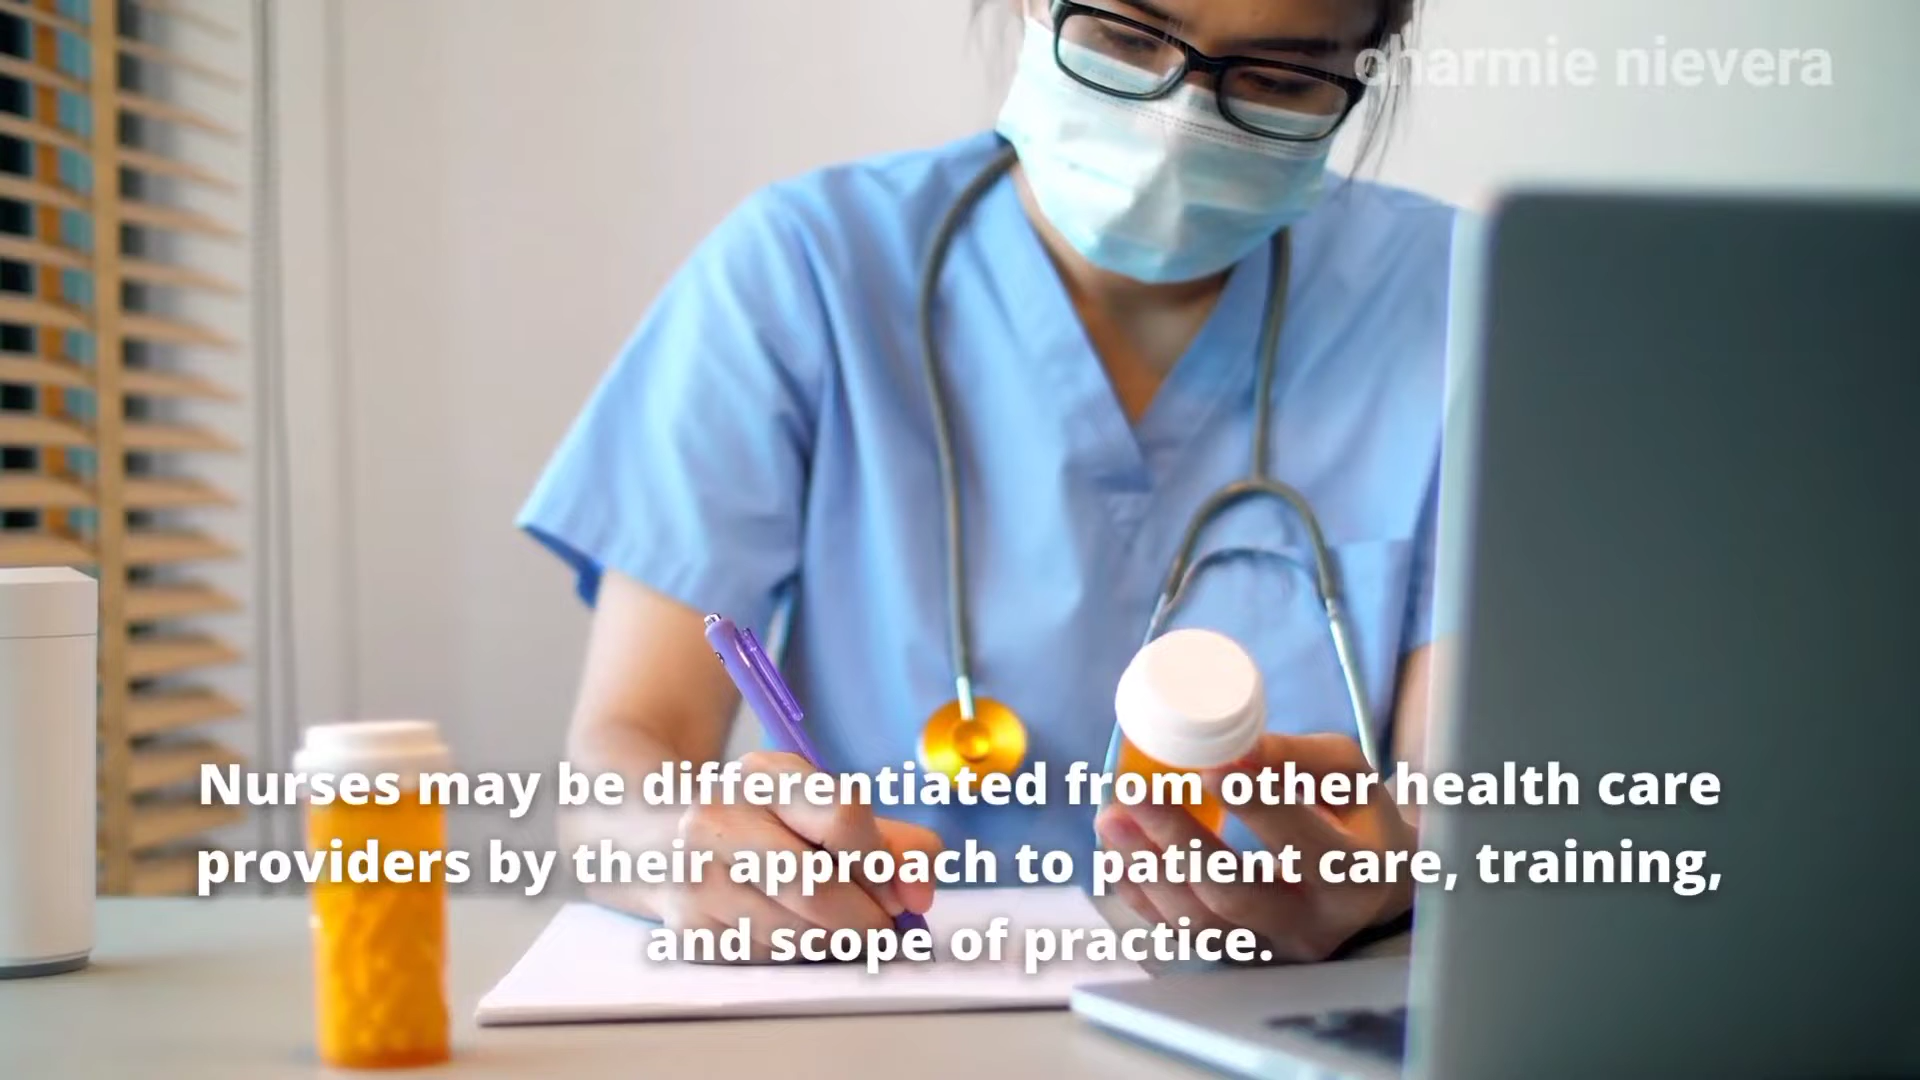 charmie nievera
Nurses may be differentiated from other health care
providers by their approach to patient care, training,
and scope of practice.